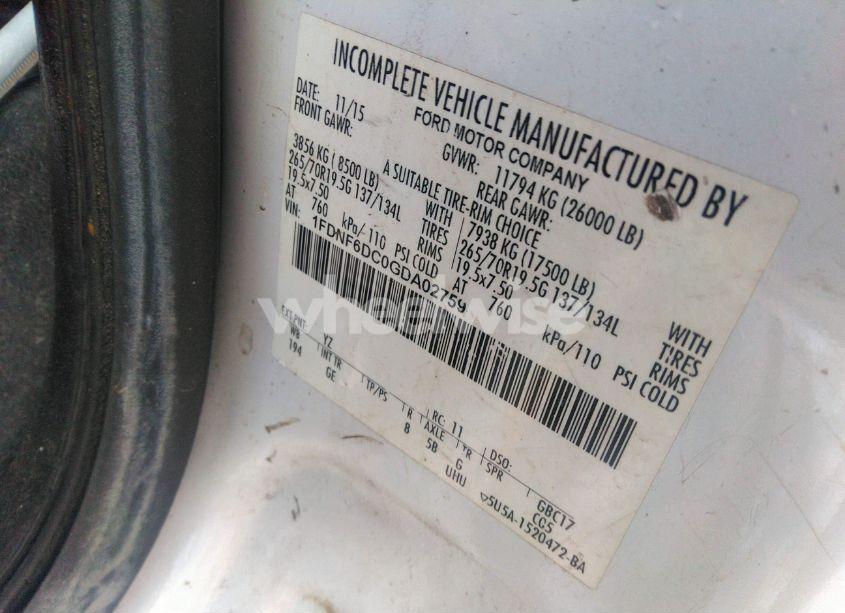 INCOMPLETE VEHICLE MANUFACTURED BY
FORD MOTOR COMPANY
DATE: 11/15 GVWR: 11794 KG (26000 LB)
FRONT GAWR: REAR GAWR:
A SUITABLE TIRE-RIM CHOICE
3856 KG (8500 LB) WITH 7938 KG (17500 LB) WITH
265/70R19.5G 137/134L TIRES 265/70R19.5G 137/134L TIRES
19.5x7.50 RIMS 19.5x7.50 RIMS
AT 760 kPa/110 PSI COLD AT 760 kPa/110 PSI COLD
VIN: 1FDNF6DC0GDA02759
wheelwise
EXT PNT: YZ RC: 11 DSO:
WB INT TR TP/PS R AXLE TR SPR
194 GE 8 5B G GBC17
UHU CC5
5U5A-1520472-BA